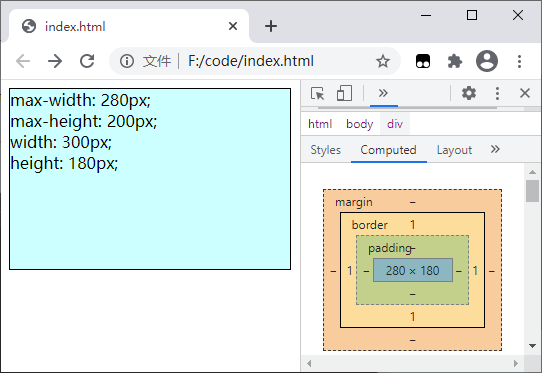 index.html
文件 F:/code/index.html
max-width: 280px;
max-height: 200px;
width: 300px;
height: 180px;
html body div
Styles Computed Layout
margin –
border 1
padding –
– 1 – 280 × 180 – 1 –
–
1
–